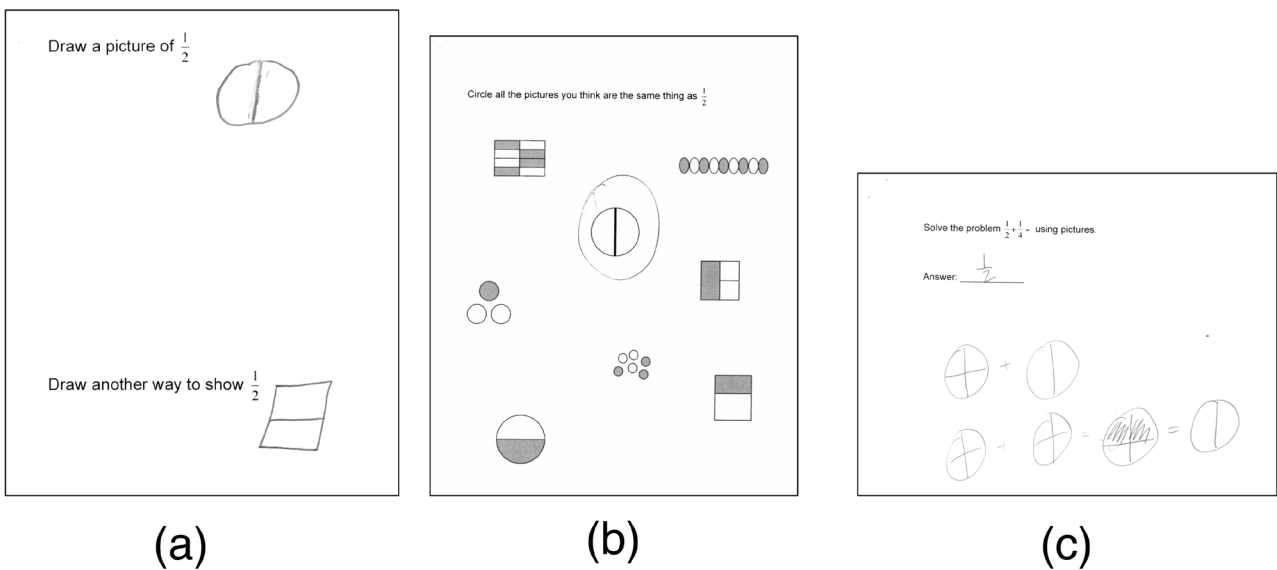 Draw a picture of 1/2
Draw another way to show 1/2
(a)
Circle all the pictures you think are the same thing as 1/2
(b)
Solve the problem 1/2 + 1/4 = using pictures.
Answer: 1/2
+
+ = =
(c)